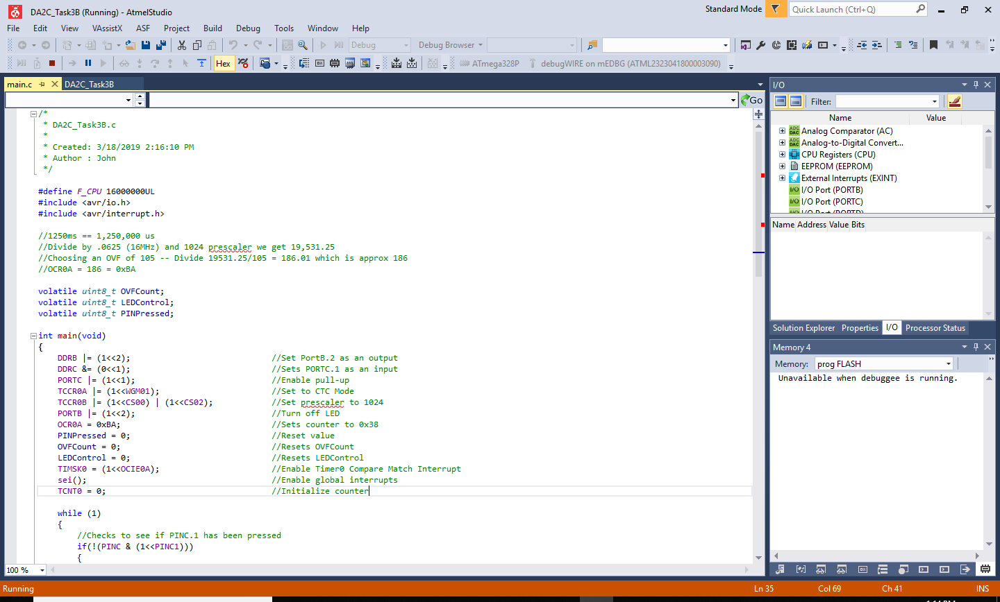 DA2C_Task3B (Running) - AtmelStudio
Standard Mode
Quick Launch (Ctrl+Q)
File Edit View VAssistX ASF Project Build Debug Tools Window Help
Debug Debug Browser
Hex ATmega328P debugWIRE on mEDBG (ATML2323041800003090)
main.c DA2C_Task3B
Go
/*
* DA2C_Task3B.c
*
* Created: 3/18/2019 2:16:10 PM
* Author : John
*/
#define F_CPU 16000000UL
#include <avr/io.h>
#include <avr/interrupt.h>
//1250ms == 1,250,000 us
//Divide by .0625 (16MHz) and 1024 prescaler we get 19,531.25
//Choosing an OVF of 105 -- Divide 19531.25/105 = 186.01 which is approx 186
//OCR0A = 186 = 0xBA
volatile uint8_t OVFCount;
volatile uint8_t LEDControl;
volatile uint8_t PINPressed;
int main(void)
{
DDRB |= (1<<2); //Set PortB.2 as an output
DDRC &= (0<<1); //Sets PORTC.1 as an input
PORTC |= (1<<1); //Enable pull-up
TCCR0A |= (1<<WGM01); //Set to CTC Mode
TCCR0B |= (1<<CS00) | (1<<CS02); //Set prescaler to 1024
PORTB |= (1<<2); //Turn off LED
OCR0A = 0xBA; //Sets counter to 0x38
PINPressed = 0; //Reset value
OVFCount = 0; //Resets OVFCount
LEDControl = 0; //Resets LEDControl
TIMSK0 = (1<<OCIE0A); //Enable Timer0 Compare Match Interrupt
sei(); //Enable global interrupts
TCNT0 = 0; //Initialize counter
while (1)
{
//Checks to see if PINC.1 has been pressed
if(!(PINC & (1<<PINC1)))
{
100 %
I/O
Filter:
Name Value
Analog Comparator (AC)
Analog-to-Digital Convert...
CPU Registers (CPU)
EEPROM (EEPROM)
External Interrupts (EXINT)
I/O Port (PORTB)
I/O Port (PORTC)
I/O Port (PORTD)
Name Address Value Bits
Solution Explorer Properties I/O Processor Status
Memory 4
Memory: prog FLASH
Unavailable when debuggee is running.
Running Ln 35 Col 69 Ch 41 INS